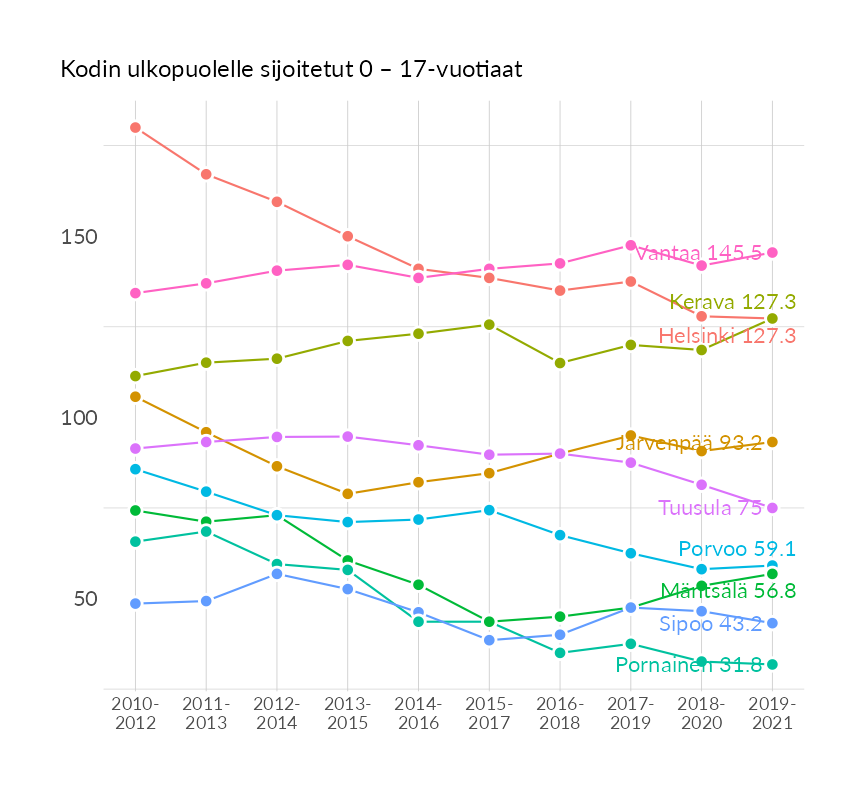 Kodin ulkopuolelle sijoitetut 0 – 17-vuotiaat
150
100
50
Vantaa 145.5
Kerava 127.3
Helsinki 127.3
Järvenpää 93.2
Tuusula 75
Porvoo 59.1
Mäntsälä 56.8
Sipoo 43.2
Pornainen 31.8
2010- 2011- 2012- 2013- 2014- 2015- 2016- 2017- 2018- 2019-
2012 2013 2014 2015 2016 2017 2018 2019 2020 2021